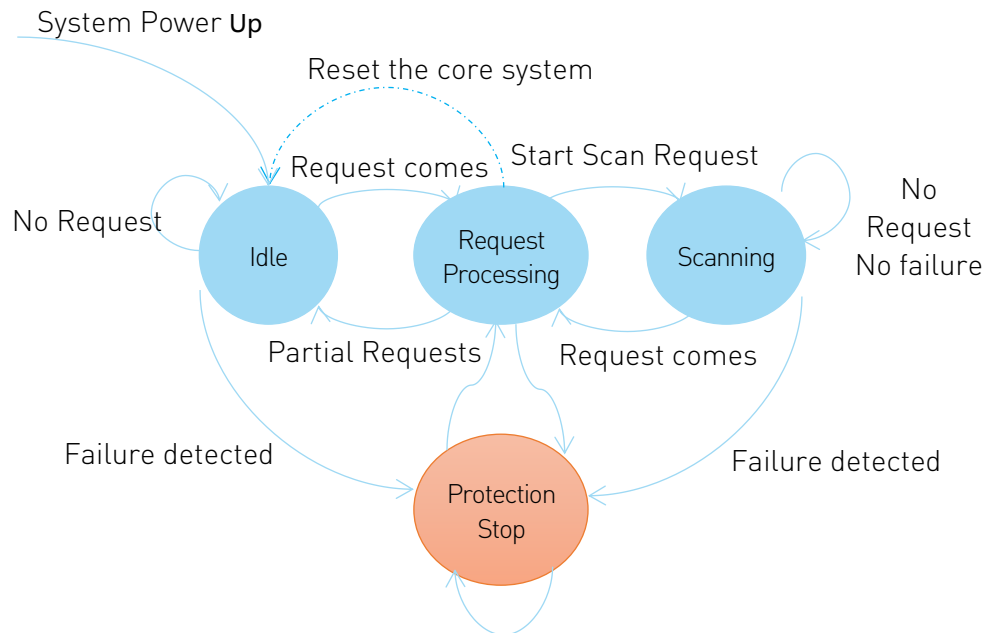 System Power Up
Reset the core system
Request comes
Start Scan Request
No Request
Idle
Request
Processing
Scanning
No
Request
No failure
Partial Requests
Request comes
Failure detected
Failure detected
Protection
Stop